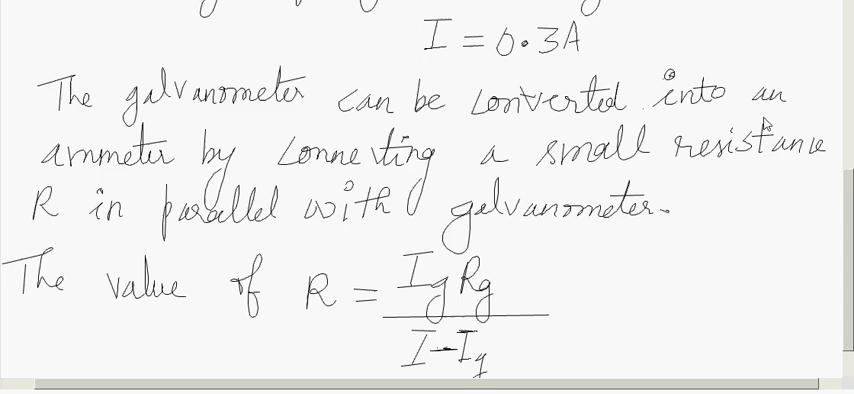 I = 0.3A
The galvanometer can be converted into an
ammeter by connecting a small resistance
R in parallel with galvanometer.
The value of R = IgRg
I-Ig